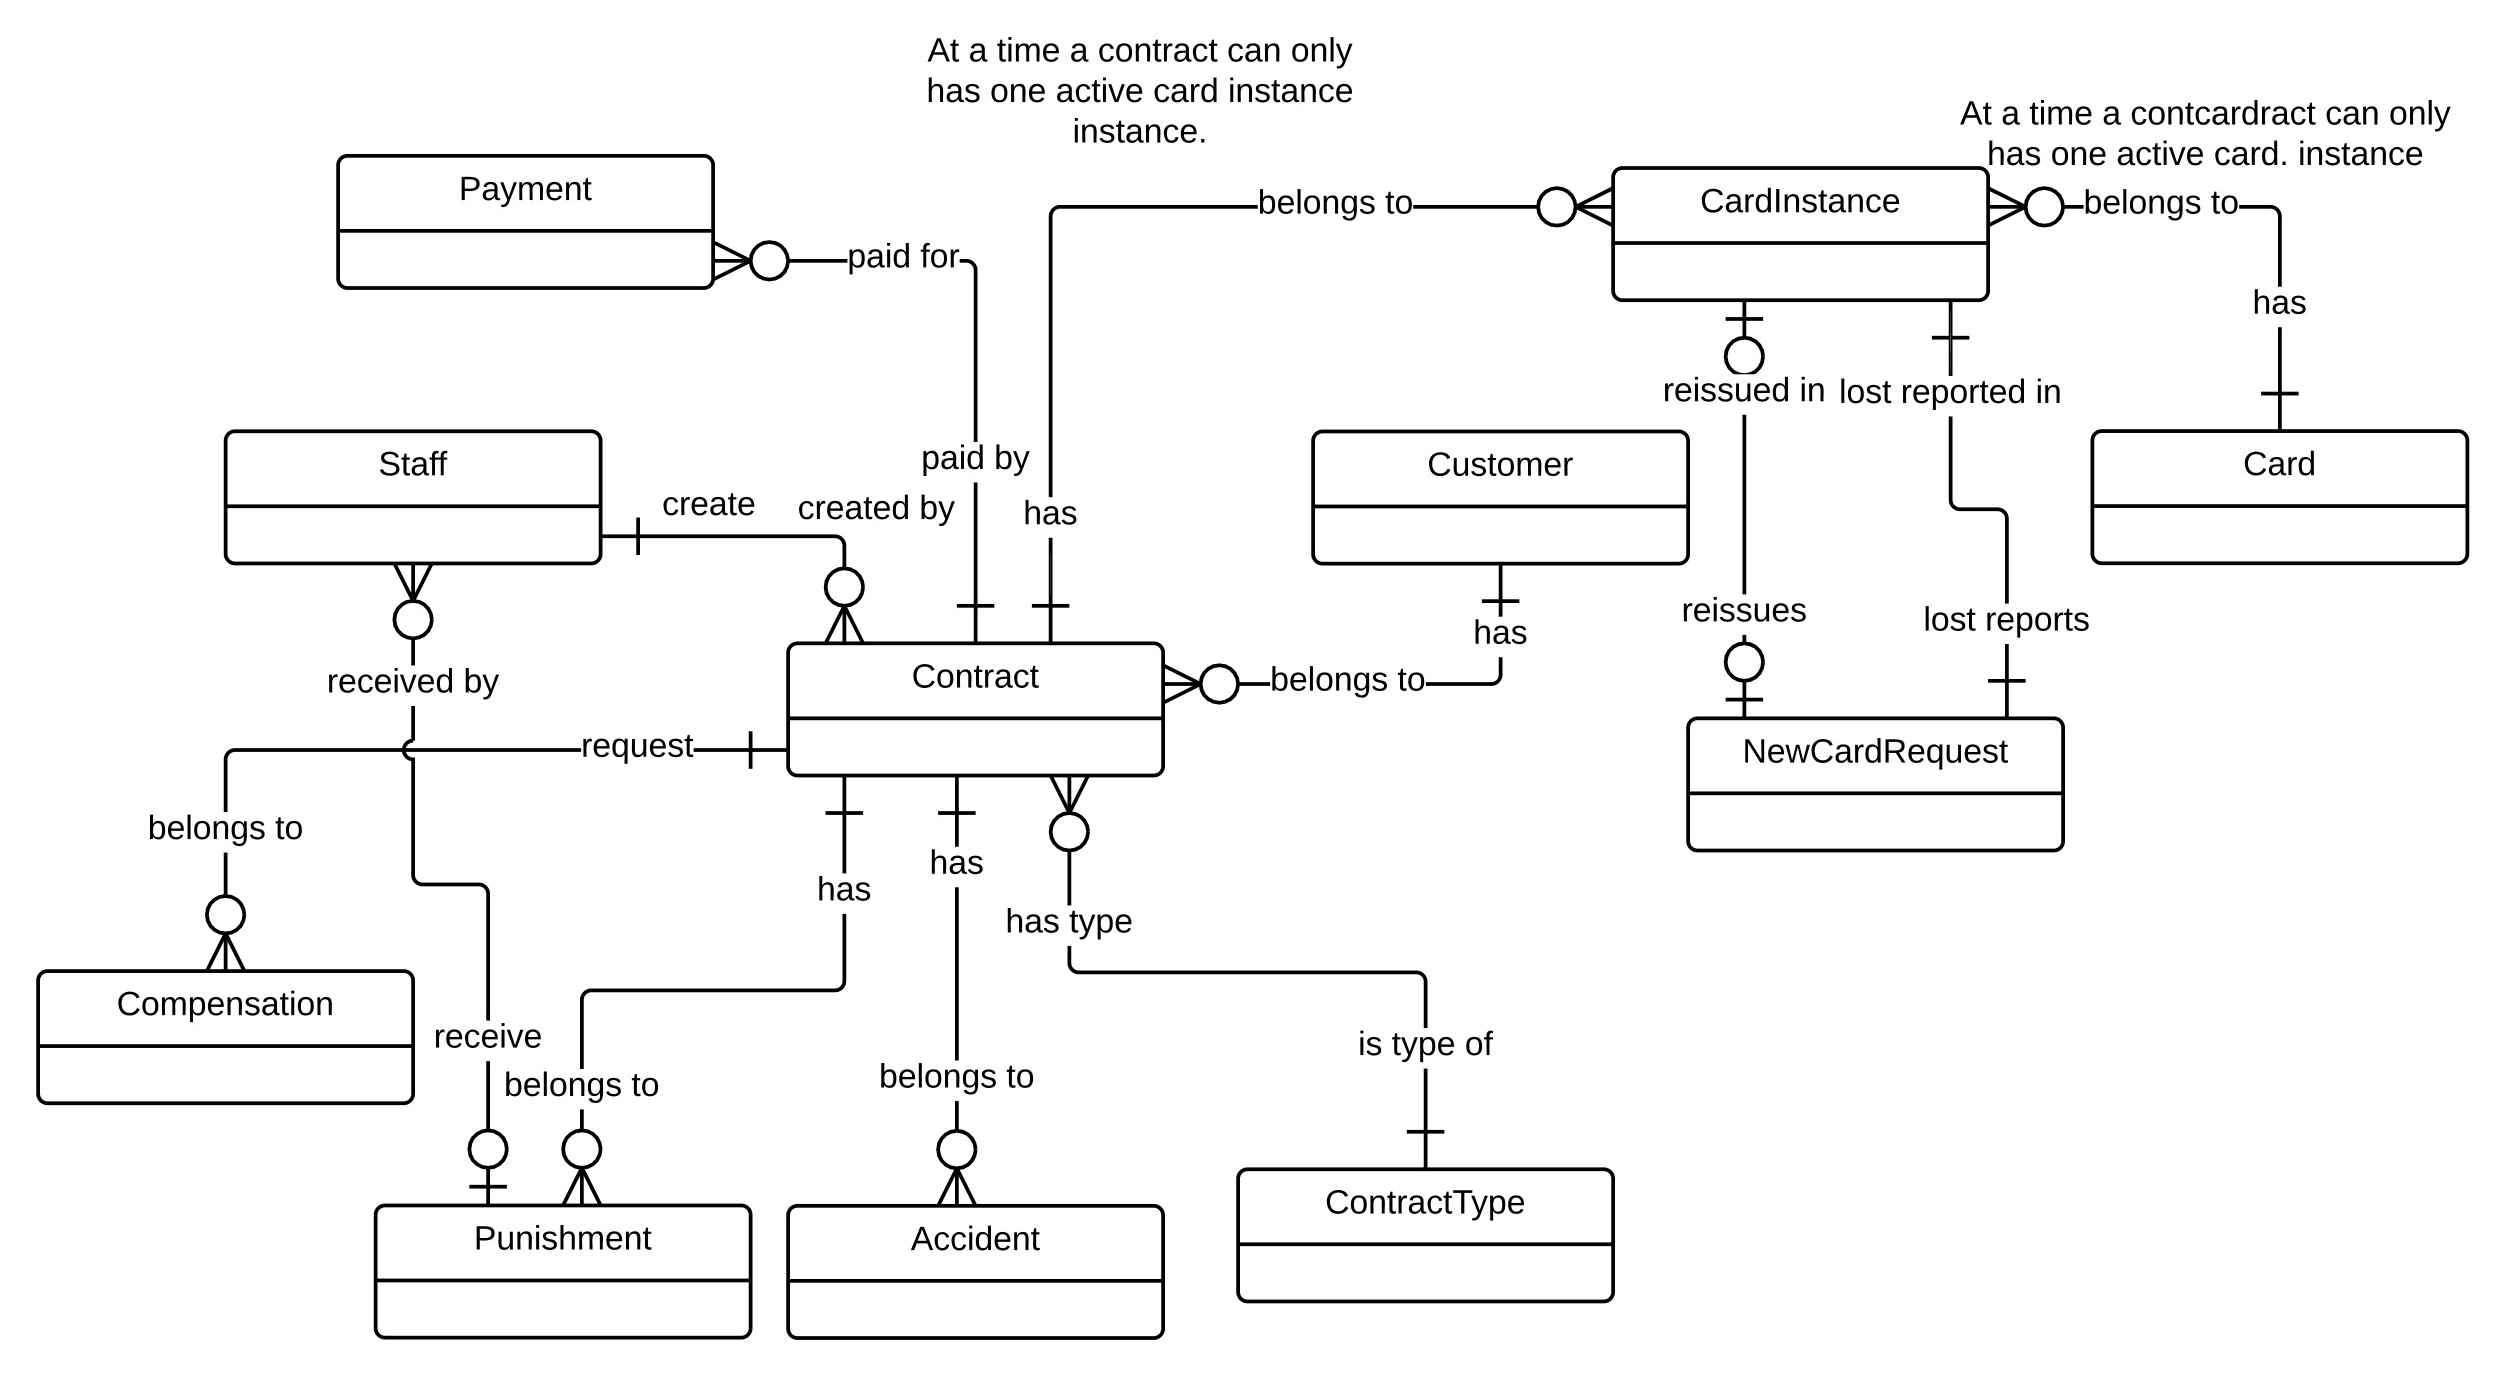 At a time a contract can only
has one active card instance
instance.
At a time a contcardract can only
has one active card. instance
Payment
CardInstance
belongs to
belongs to
paid for
has
reissued in
lost reported in
Staff
Customer
Card
paid by
create
created by
has
reissues
lost reports
has
received by
Contract
belongs to
request
NewCardRequest
belongs to
has
has
has type
Compensation
receive
is type of
belongs to
belongs to
ContractType
Punishment
Accident